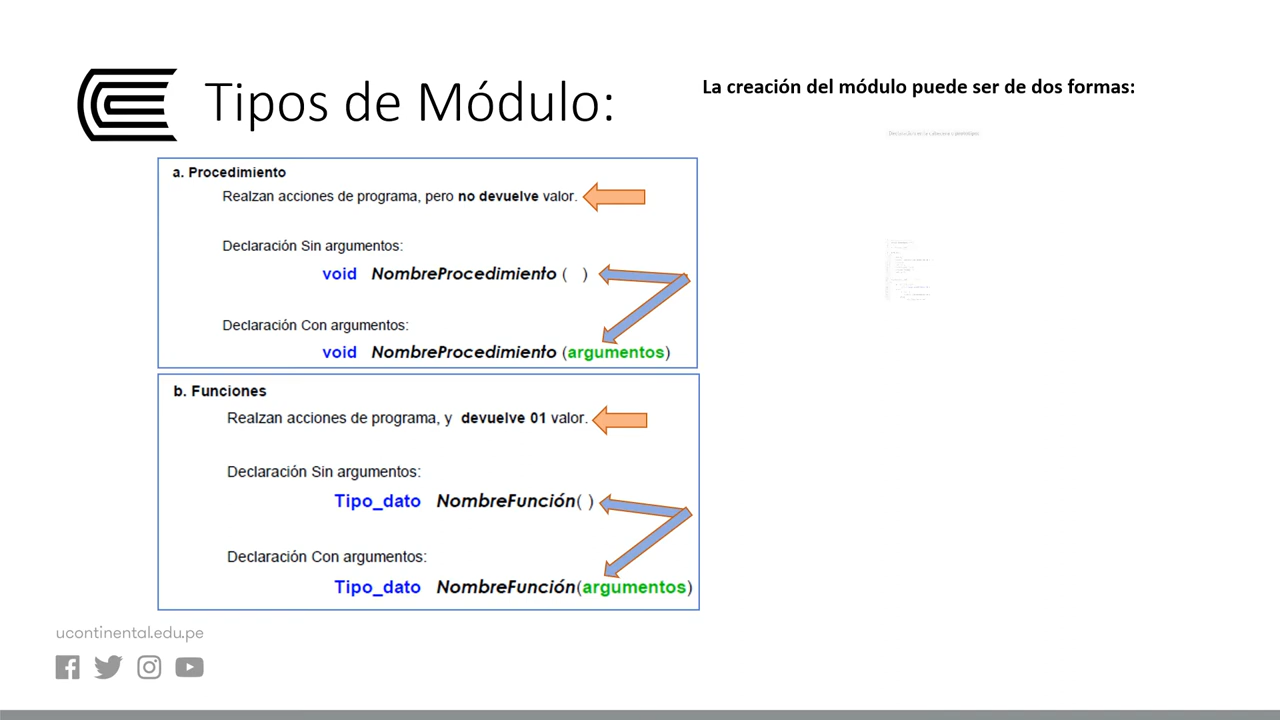 Tipos de Módulo:
La creación del módulo puede ser de dos formas:
a. Procedimiento
Realzan acciones de programa, pero no devuelve valor.
Declaración Sin argumentos:
void NombreProcedimiento ( )
Declaración Con argumentos:
void NombreProcedimiento (argumentos)
b. Funciones
Realzan acciones de programa, y devuelve 01 valor.
Declaración Sin argumentos:
Tipo_dato NombreFunción( )
Declaración Con argumentos:
Tipo_dato NombreFunción(argumentos)
ucontinental.edu.pe